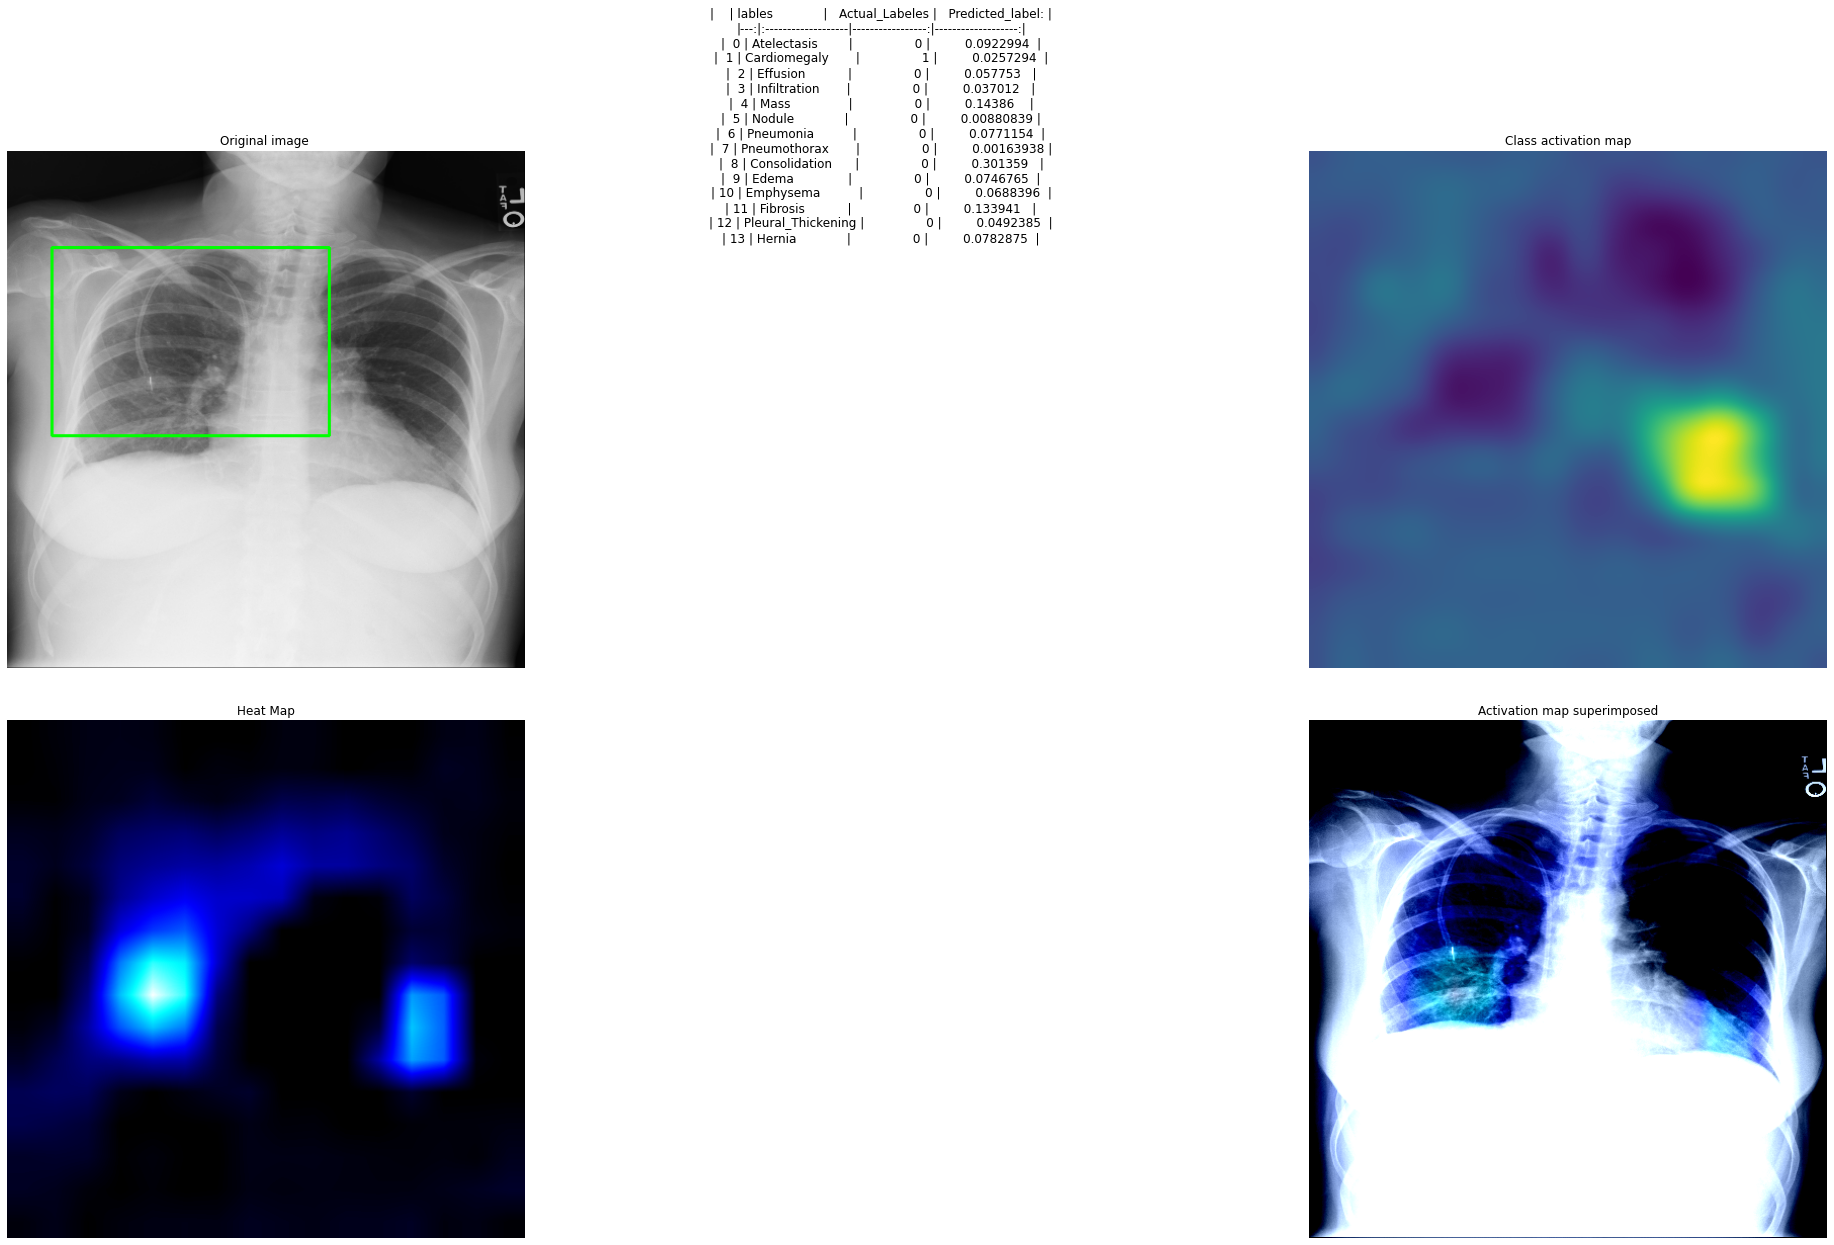 |    | lables             |   Actual_Labeles |   Predicted_label: |
|---:|:-------------------|-----------------:|-------------------:|
|  0 | Atelectasis        |                0 |         0.0922994  |
|  1 | Cardiomegaly       |                1 |         0.0257294  |
|  2 | Effusion           |                0 |         0.057753   |
|  3 | Infiltration       |                0 |         0.037012   |
|  4 | Mass               |                0 |         0.14386    |
|  5 | Nodule             |                0 |         0.00880839 |
|  6 | Pneumonia          |                0 |         0.0771154  |
|  7 | Pneumothorax       |                0 |         0.00163938 |
|  8 | Consolidation      |                0 |         0.301359   |
|  9 | Edema              |                0 |         0.0746765  |
| 10 | Emphysema          |                0 |         0.0688396  |
| 11 | Fibrosis           |                0 |         0.133941   |
| 12 | Pleural_Thickening |                0 |         0.0492385  |
| 13 | Hernia             |                0 |         0.0782875  |
Original image
L
TAF
O
Class activation map
Heat Map
Activation map superimposed
L
TAF
O